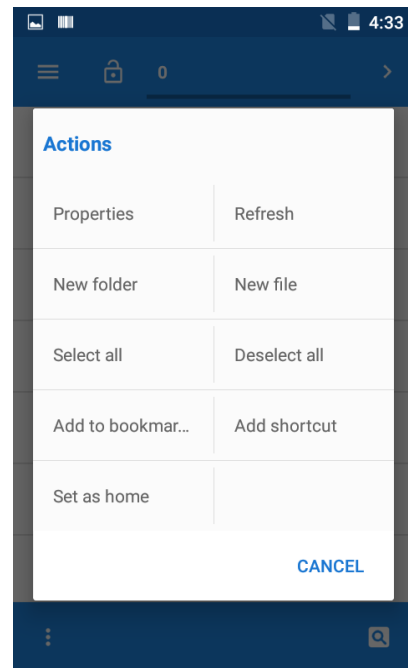 4:33
0
Actions
Properties Refresh
New folder New file
Select all Deselect all
Add to bookmar... Add shortcut
Set as home
CANCEL